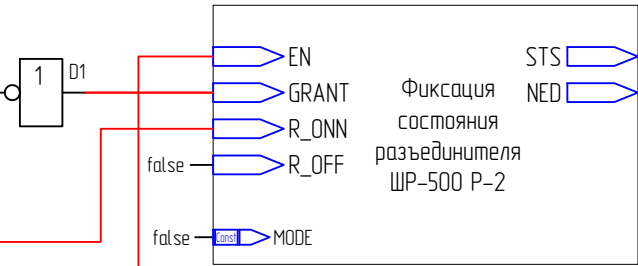 1 D1
EN STS
GRANT NED
R_ONN
false R_OFF
false Const MODE
Фиксация
состояния
разъединителя
ШР-500 Р-2